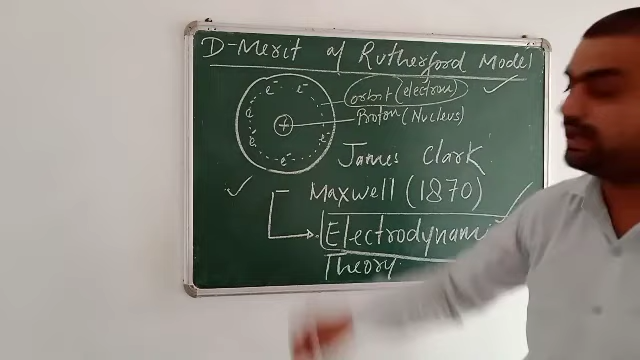 D-Merit of Rutherford Model
e⁻ e⁻
orbit (electron)
e⁻
Proton (Nucleus)
+
e⁻ e⁻
e⁻
James Clark
Maxwell (1870)
Electrodynami
Theory.